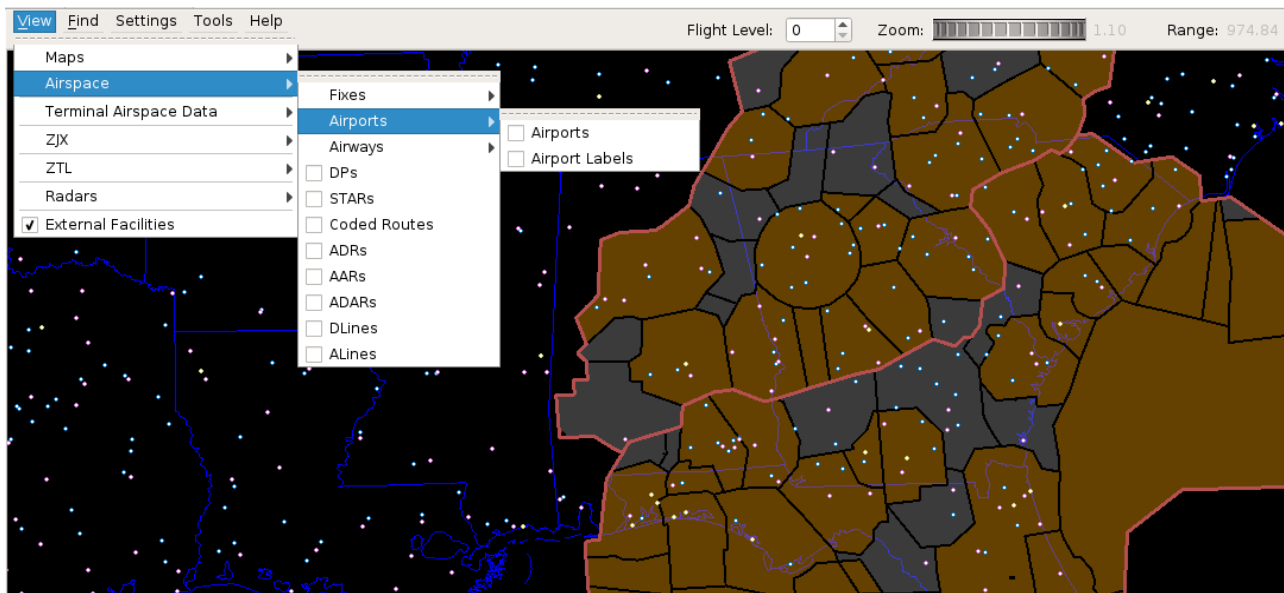 View Find Settings Tools Help
Flight Level: 0 Zoom: 1.10 Range: 974.84
Maps
Airspace
Terminal Airspace Data
ZJX
ZTL
Radars
External Facilities
Fixes
Airports
Airways
DPs
STARs
Coded Routes
ADRs
AARs
ADARs
DLines
ALines
Airports
Airport Labels